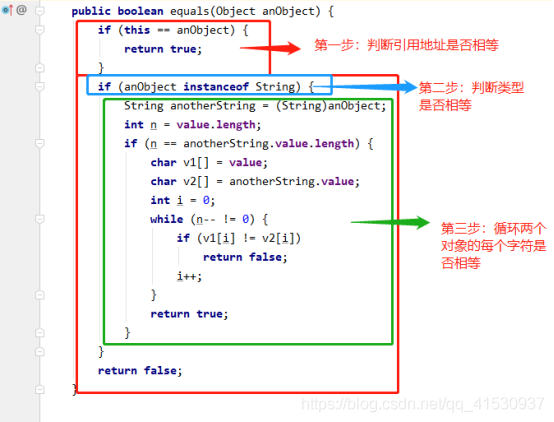 public boolean equals(Object anObject) {
if (this == anObject) {
return true;
}
第一步：判断引用地址是否相等
if (anObject instanceof String) {
第二步：判断类型
是否相等
String anotherString = (String)anObject;
int n = value.length;
if (n == anotherString.value.length) {
char v1[] = value;
char v2[] = anotherString.value;
int i = 0;
while (n-- != 0) {
if (v1[i] != v2[i])
return false;
i++;
}
return true;
}
第三步：循环两个
对象的每个字符是
否相等
}
return false;
}
https://blog.csdn.net/qq_41530937